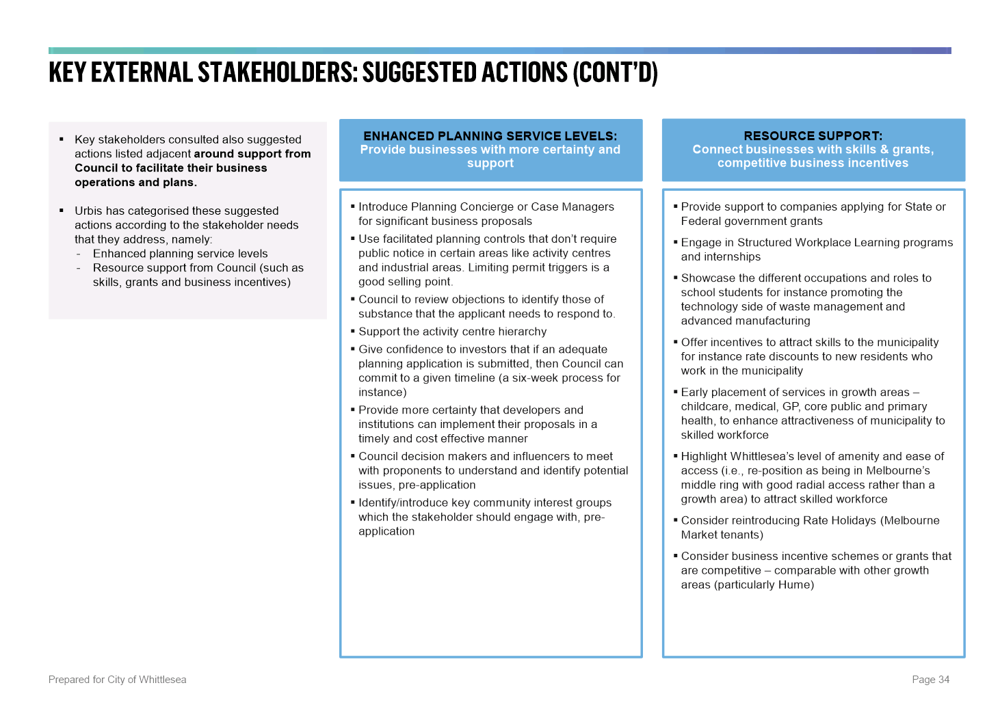 KEY EXTERNAL STAKEHOLDERS: SUGGESTED ACTIONS (CONT’D)
▪ Key stakeholders consulted also suggested
actions listed adjacent around support from
Council to facilitate their business
operations and plans.
▪ Urbis has categorised these suggested
actions according to the stakeholder needs
that they address, namely:
- Enhanced planning service levels
- Resource support from Council (such as
skills, grants and business incentives)
ENHANCED PLANNING SERVICE LEVELS:
Provide businesses with more certainty and
support
▪ Introduce Planning Concierge or Case Managers
for significant business proposals
▪ Use facilitated planning controls that don’t require
public notice in certain areas like activity centres
and industrial areas. Limiting permit triggers is a
good selling point.
▪ Council to review objections to identify those of
substance that the applicant needs to respond to.
▪ Support the activity centre hierarchy
▪ Give confidence to investors that if an adequate
planning application is submitted, then Council can
commit to a given timeline (a six-week process for
instance)
▪ Provide more certainty that developers and
institutions can implement their proposals in a
timely and cost effective manner
▪ Council decision makers and influencers to meet
with proponents to understand and identify potential
issues, pre-application
▪ Identify/introduce key community interest groups
which the stakeholder should engage with, pre-
application
RESOURCE SUPPORT:
Connect businesses with skills & grants,
competitive business incentives
▪ Provide support to companies applying for State or
Federal government grants
▪ Engage in Structured Workplace Learning programs
and internships
▪ Showcase the different occupations and roles to
school students for instance promoting the
technology side of waste management and
advanced manufacturing
▪ Offer incentives to attract skills to the municipality
for instance rate discounts to new residents who
work in the municipality
▪ Early placement of services in growth areas –
childcare, medical, GP, core public and primary
health, to enhance attractiveness of municipality to
skilled workforce
▪ Highlight Whittlesea’s level of amenity and ease of
access (i.e., re-position as being in Melbourne’s
middle ring with good radial access rather than a
growth area) to attract skilled workforce
▪ Consider reintroducing Rate Holidays (Melbourne
Market tenants)
▪ Consider business incentive schemes or grants that
are competitive – comparable with other growth
areas (particularly Hume)
Prepared for City of Whittlesea
Page 34